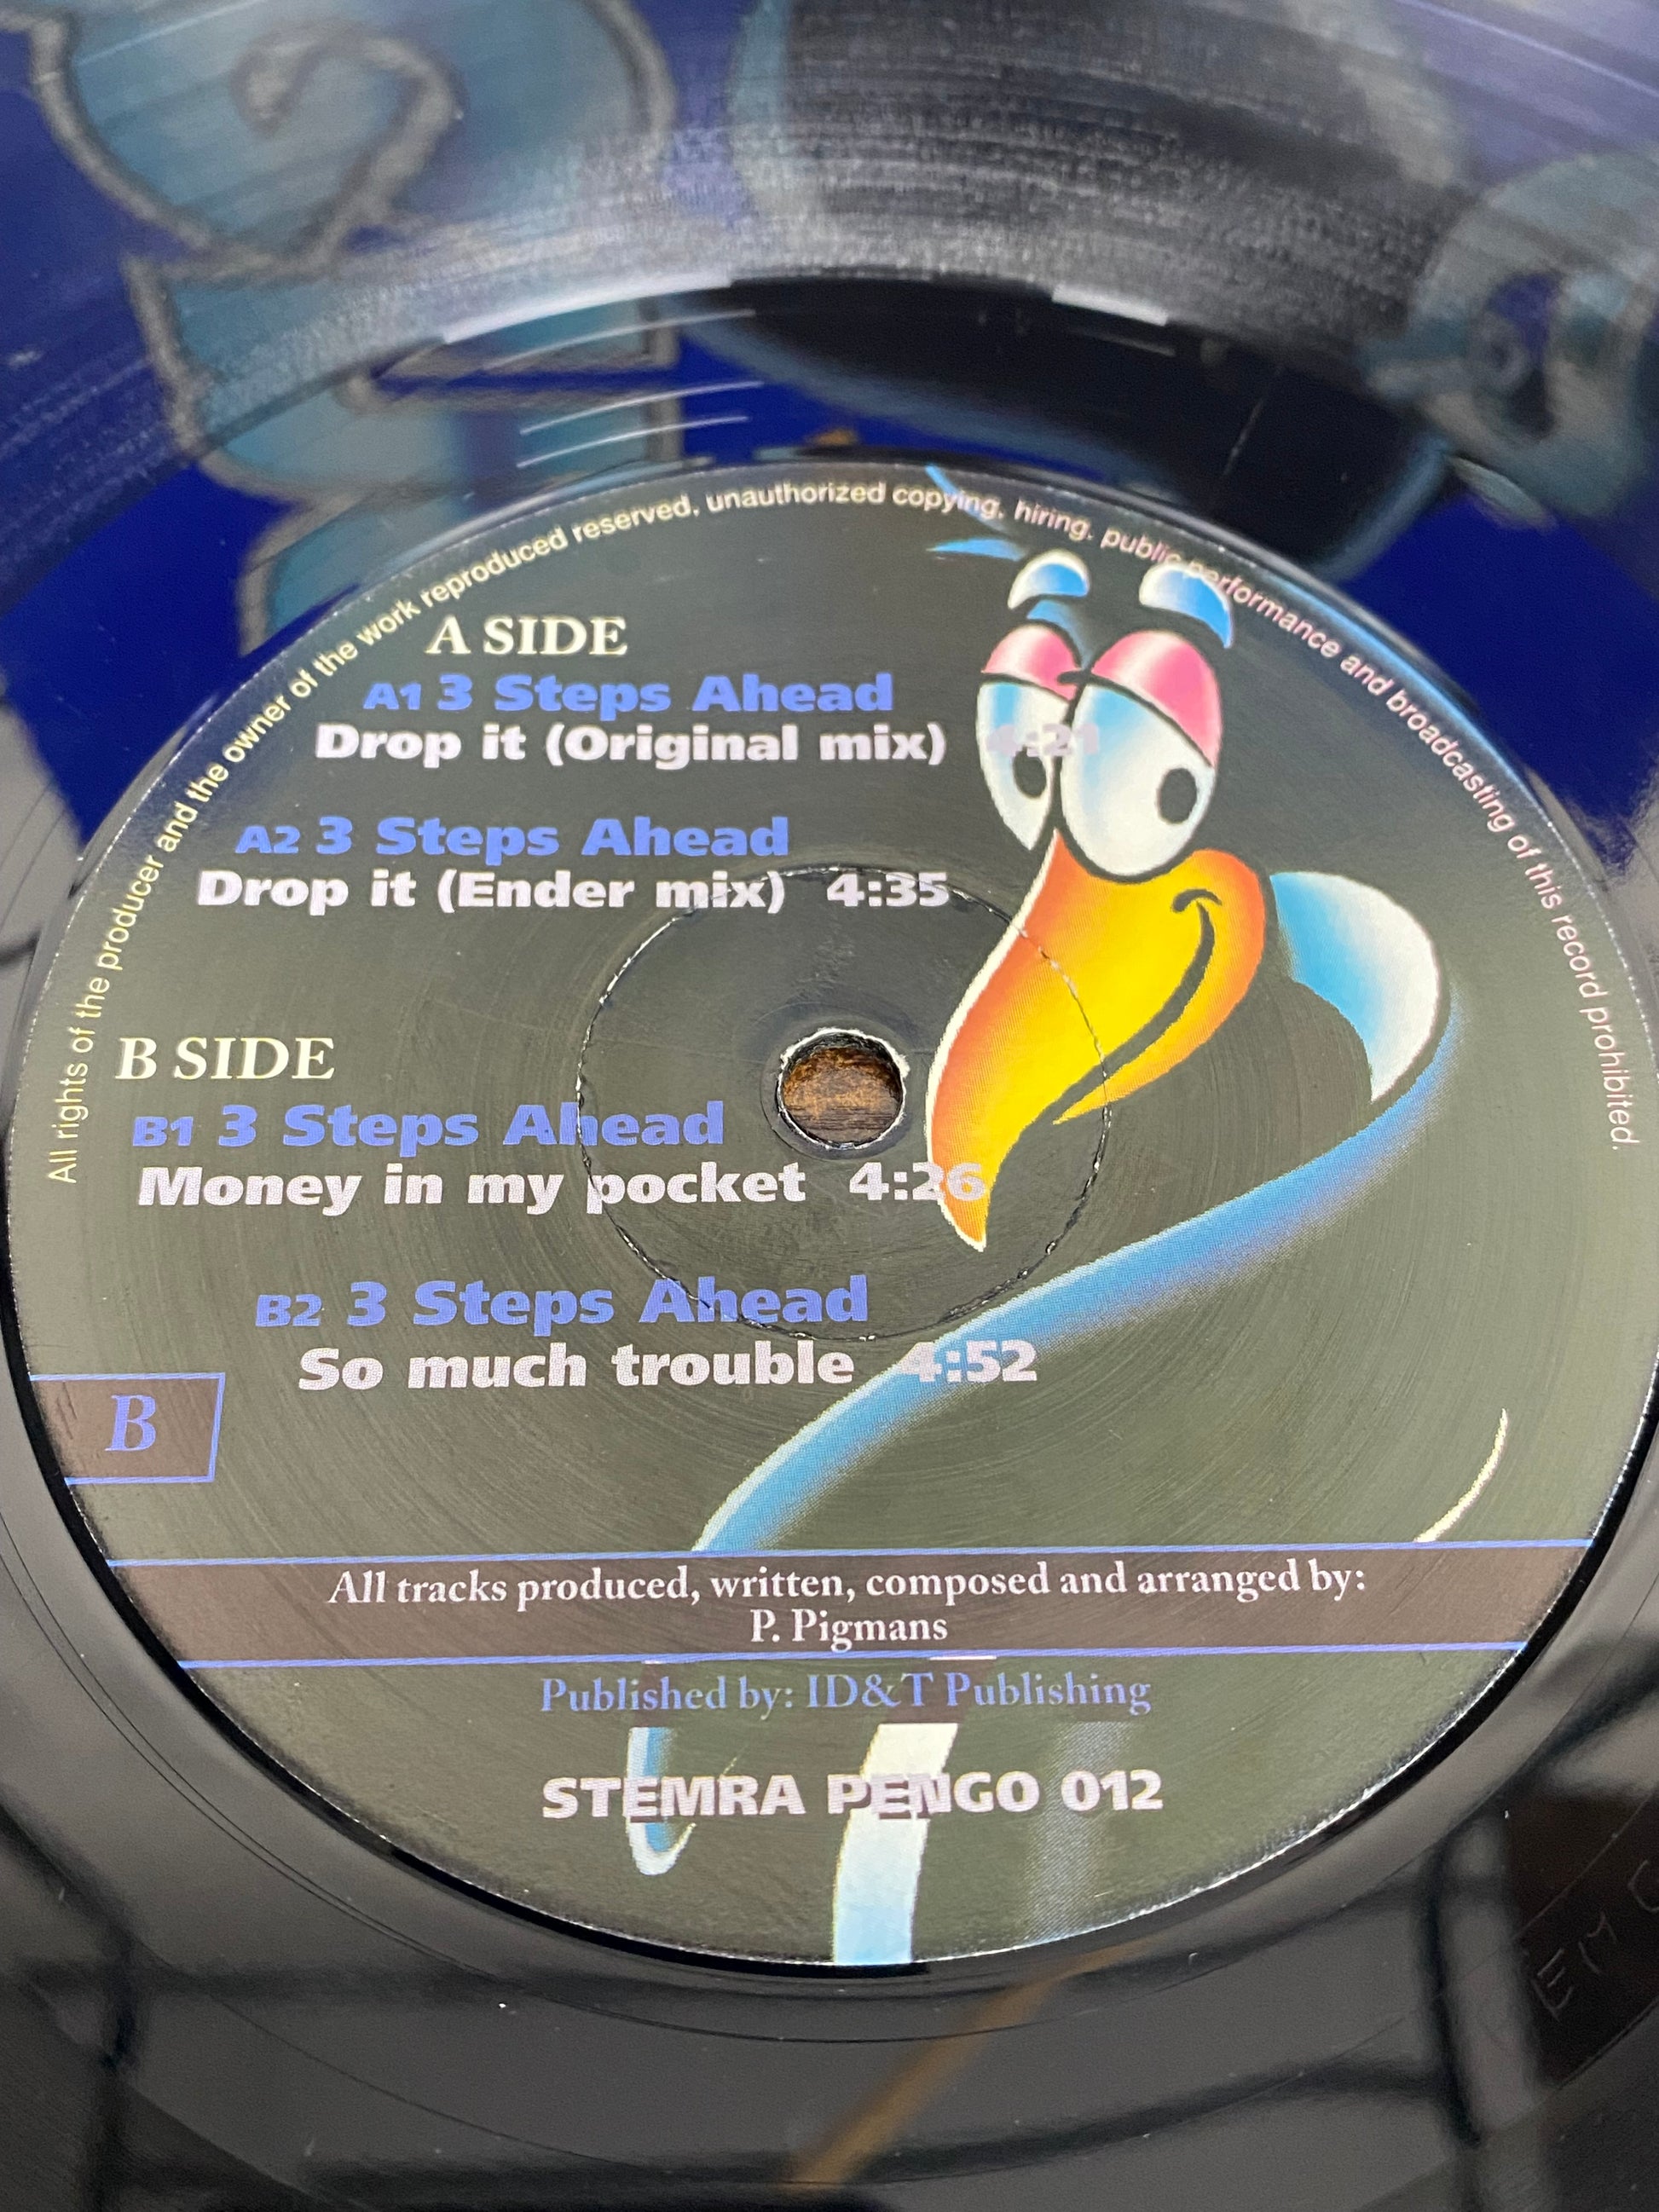 All rights of the producer and the owner of the work reproduced reserved, unauthorized copying, hiring, public performance and broadcasting of this record prohibited.
A SIDE
A1 3 Steps Ahead
Drop it (Original mix) 4:21
A2 3 Steps Ahead
Drop it (Ender mix) 4:35
B SIDE
B1 3 Steps Ahead
Money in my pocket 4:26
B2 3 Steps Ahead
So much trouble 4:52
B
All tracks produced, written, composed and arranged by:
P. Pigmans
Published by: ID&T Publishing
STEMRA PENGO 012